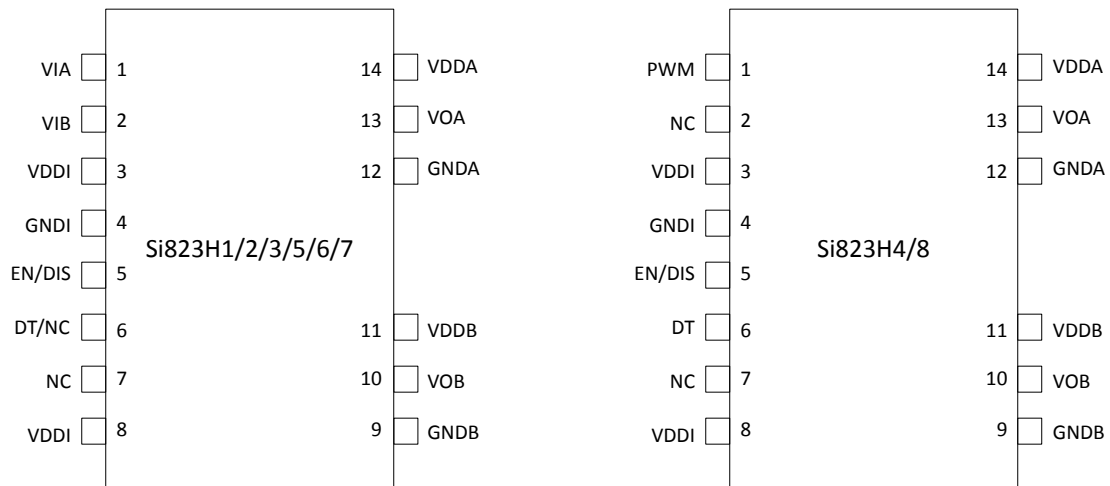 VIA 1 14 VDDA
VIB 2 13 VOA
VDDI 3 12 GNDA
GNDI 4
Si823H1/2/3/5/6/7
EN/DIS 5
DT/NC 6 11 VDDB
NC 7 10 VOB
VDDI 8 9 GNDB
PWM 1 14 VDDA
NC 2 13 VOA
VDDI 3 12 GNDA
GNDI 4
Si823H4/8
EN/DIS 5
DT 6 11 VDDB
NC 7 10 VOB
VDDI 8 9 GNDB